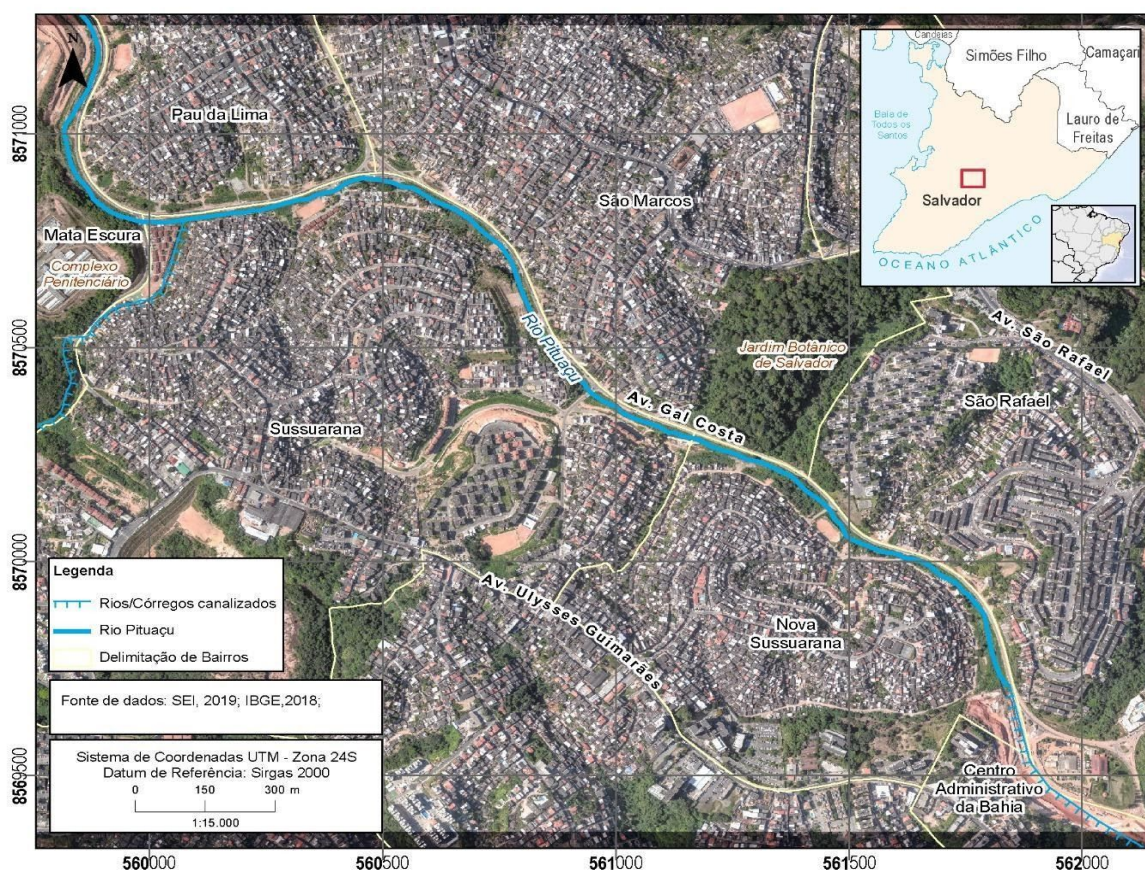 N
Pau da Lima
São Marcos
Mata Escura
Complexo
Penitenciário
Rio Pituaçu
Jardim Botânico
de Salvador
Av. São Rafael
São Rafael
Av. Gal Costa
Sussuarana
Av. Ulysses Guimarães
Nova
Sussuarana
Centro
Administrativo
da Bahia
Candeias
Simões Filho
Camaçari
Baía de
Todos os
Santos
Lauro de
Freitas
Salvador
OCEANO ATLÂNTICO
Legenda
Rios/Córregos canalizados
Rio Pituaçu
Delimitação de Bairros
Fonte de dados: SEI, 2019; IBGE,2018;
Sistema de Coordenadas UTM - Zona 24S
Datum de Referência: Sirgas 2000
0 150 300 m
1:15.000
8571000
8570500
8570000
8569500
560000 560500 561000 561500 562000